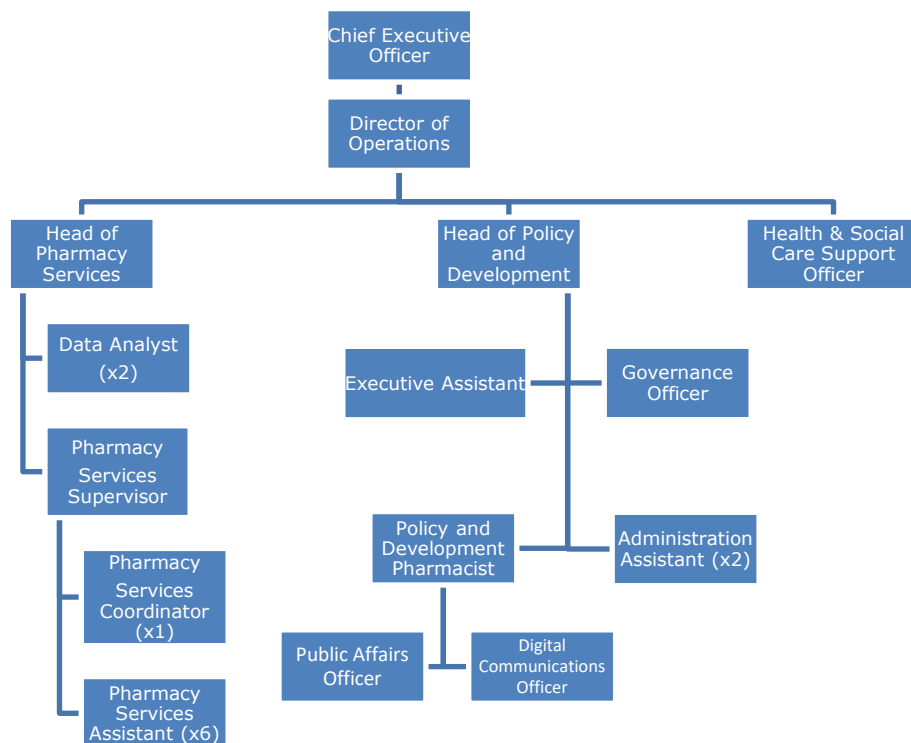 Chief Executive
Officer
Director of
Operations
Head of
Pharmacy
Services
Head of Policy
and
Development
Health & Social
Care Support
Officer
Data Analyst
(x2)
Executive Assistant
Governance
Officer
Pharmacy
Services
Supervisor
Policy and
Development
Pharmacist
Administration
Assistant (x2)
Pharmacy
Services
Coordinator
(x1)
Public Affairs
Officer
Digital
Communications
Officer
Pharmacy
Services
Assistant (x6)